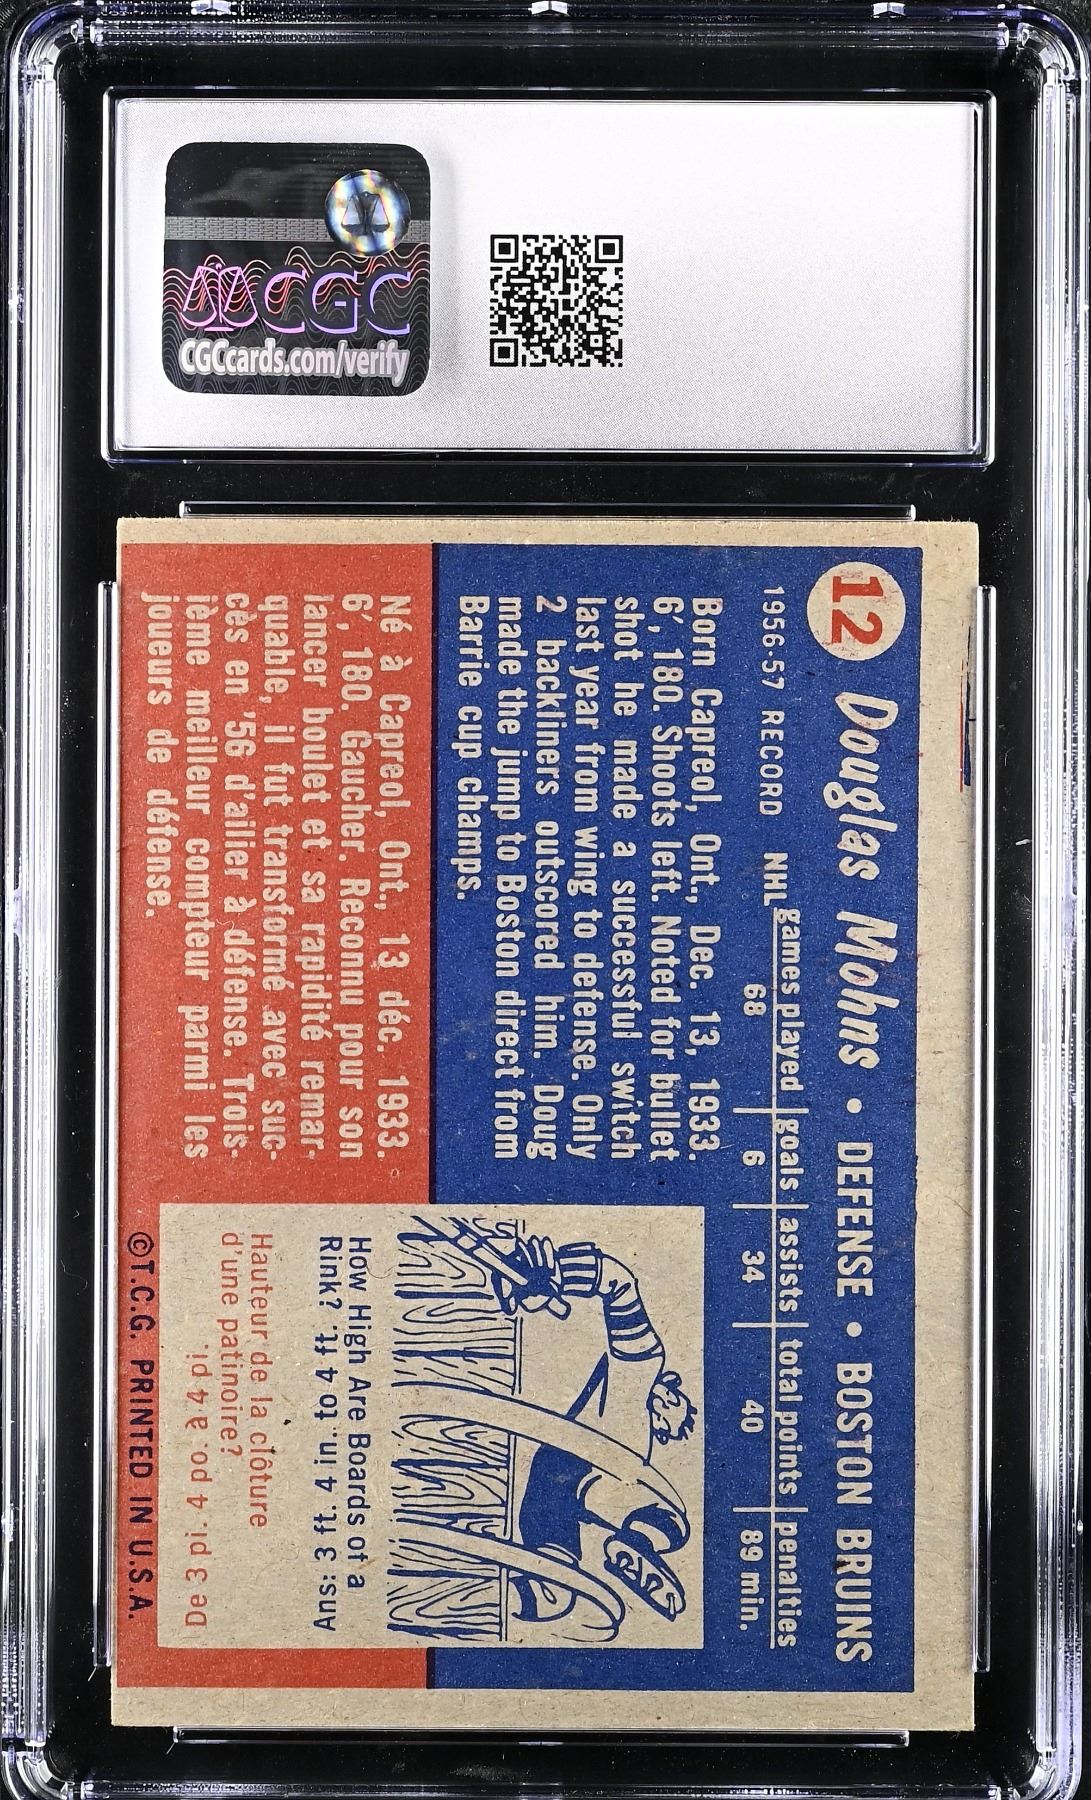 CGC
CGCcards.com/verify
12
Douglas Mohns • DEFENSE • BOSTON BRUINS
1956-57 RECORD NHL games played goals assists total points penalties
68 6 34 40 89 min.
Born Capreol, Ont., Dec. 13, 1933.
6', 180. Shoots left. Noted for bullet
shot he made a successful switch
last year from wing to defense. Only
2 backliners outscored him. Doug
made the jump to Boston direct from
Barrie cup champs.
Né à Capreol, Ont., 13 déc. 1933.
6', 180. Gaucher. Reconnu pour son
lancer boulet et sa rapidité remar-
quable, il fut transformé avec suc-
cès en '56 d'ailier à défense. Trois-
ième meilleur compteur parmi les
joueurs de défense.
How High Are Boards of a
Rink? Ans: 3 ft. 4 in. to 4 ft.
Hauteur de la clôture
d'une patinoire?
De 3 pi. 4 po. à 4 pi.
©T.C.G. PRINTED IN U.S.A.